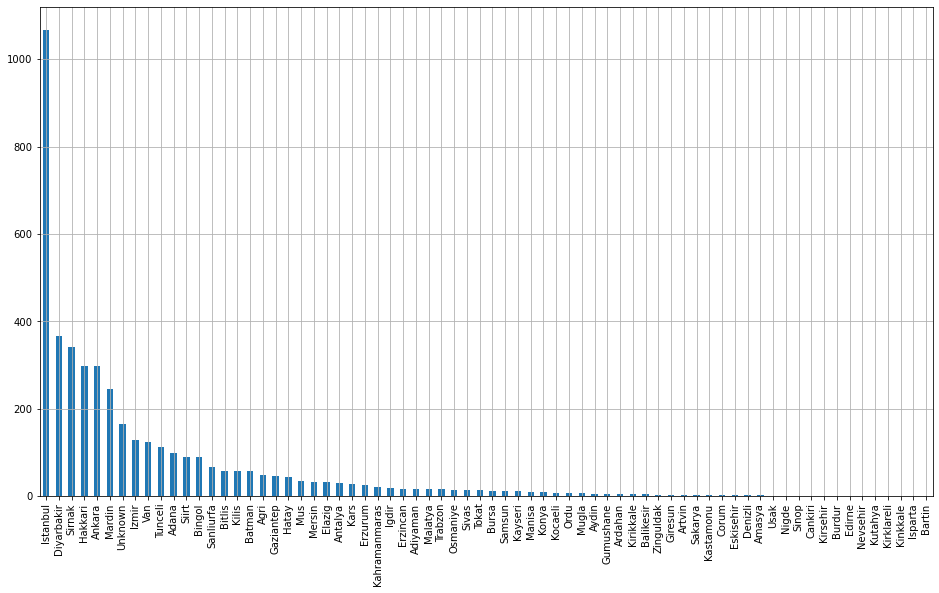 1000
800
600
400
200
0
Istanbul
Diyarbakir
Sirnak
Hakkari
Ankara
Mardin
Unknown
Izmir
Van
Tunceli
Adana
Siirt
Bingol
Sanliurfa
Bitlis
Kilis
Batman
Agri
Gaziantep
Hatay
Mus
Mersin
Elazig
Antalya
Kars
Erzurum
Kahramanmaras
Igdir
Erzincan
Adiyaman
Malatya
Trabzon
Osmaniye
Sivas
Tokat
Bursa
Samsun
Kayseri
Manisa
Konya
Kocaeli
Ordu
Mugla
Aydin
Gumushane
Ardahan
Kirikkale
Balikesir
Zinguldak
Giresun
Artvin
Sakarya
Kastamonu
Corum
Eskisehir
Denizli
Amasya
Usak
Nigde
Sinop
Cankiri
Kirsehir
Burdur
Edirne
Nevsehir
Kutahya
Kirklareli
Kinkkale
Isparta
Bartin